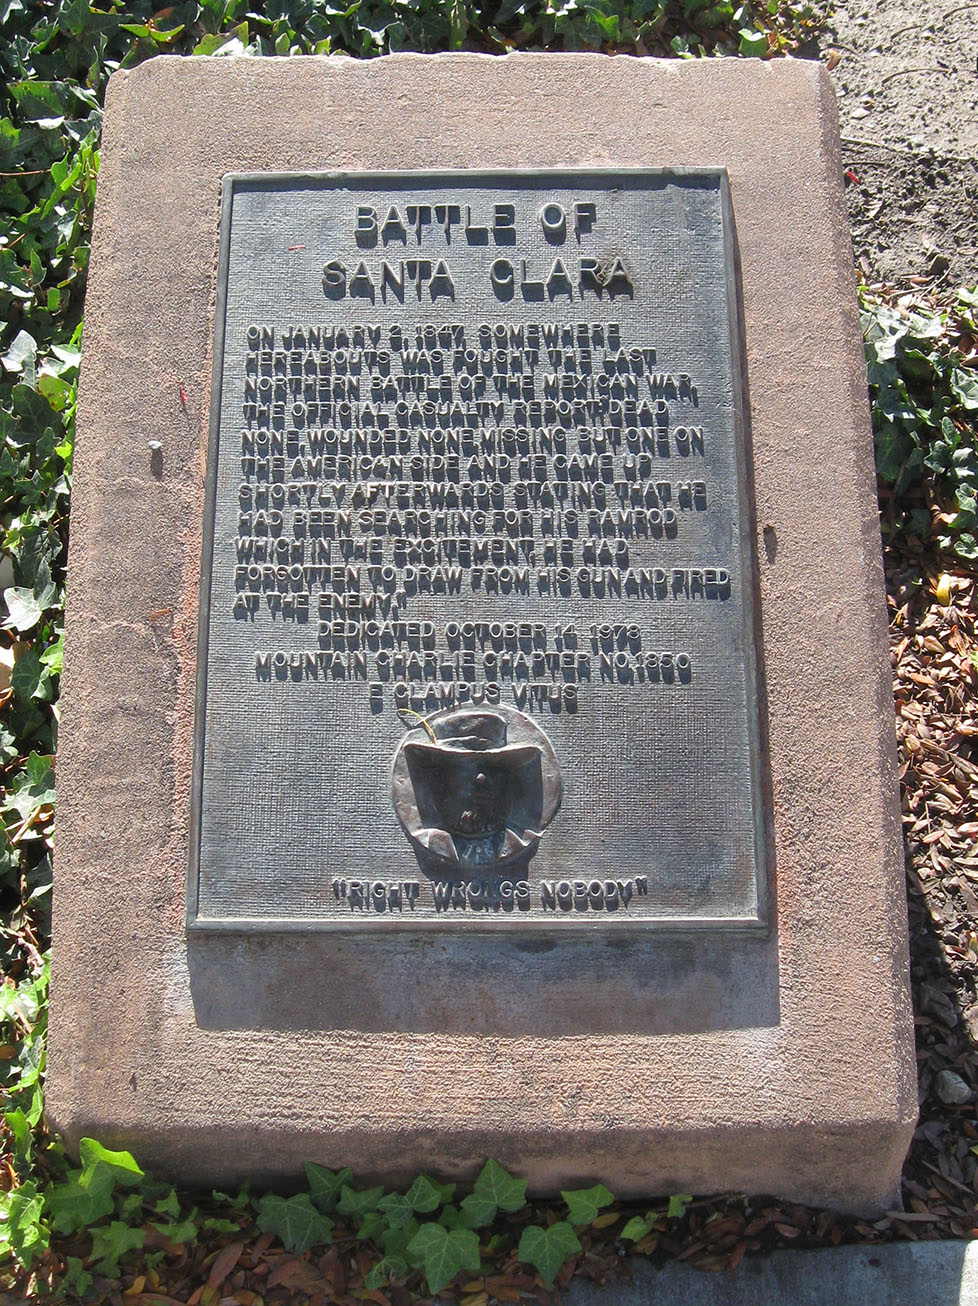 BATTLE OF
SANTA CLARA
ON JANUARY 2, 1847, SOMEWHERE
HEREABOUTS WAS FOUGHT THE LAST
NORTHERN BATTLE OF THE MEXICAN WAR,
THE OFFICIAL CASUALTY REPORT: DEAD
NONE, WOUNDED NONE, MISSING BUT ONE ON
THE AMERICAN SIDE AND HE CAME UP
SHORTLY AFTERWARDS STATING THAT HE
HAD BEEN SEARCHING FOR HIS RAMROD
WHICH IN THE EXCITEMENT, HE HAD
FORGOTTEN TO DRAW FROM HIS GUN AND FIRED
AT THE ENEMY."
DEDICATED OCTOBER 14, 1978
MOUNTAIN CHARLIE CHAPTER NO. 1850
E CLAMPUS VITUS
"RIGHT WRONGS NOBODY"